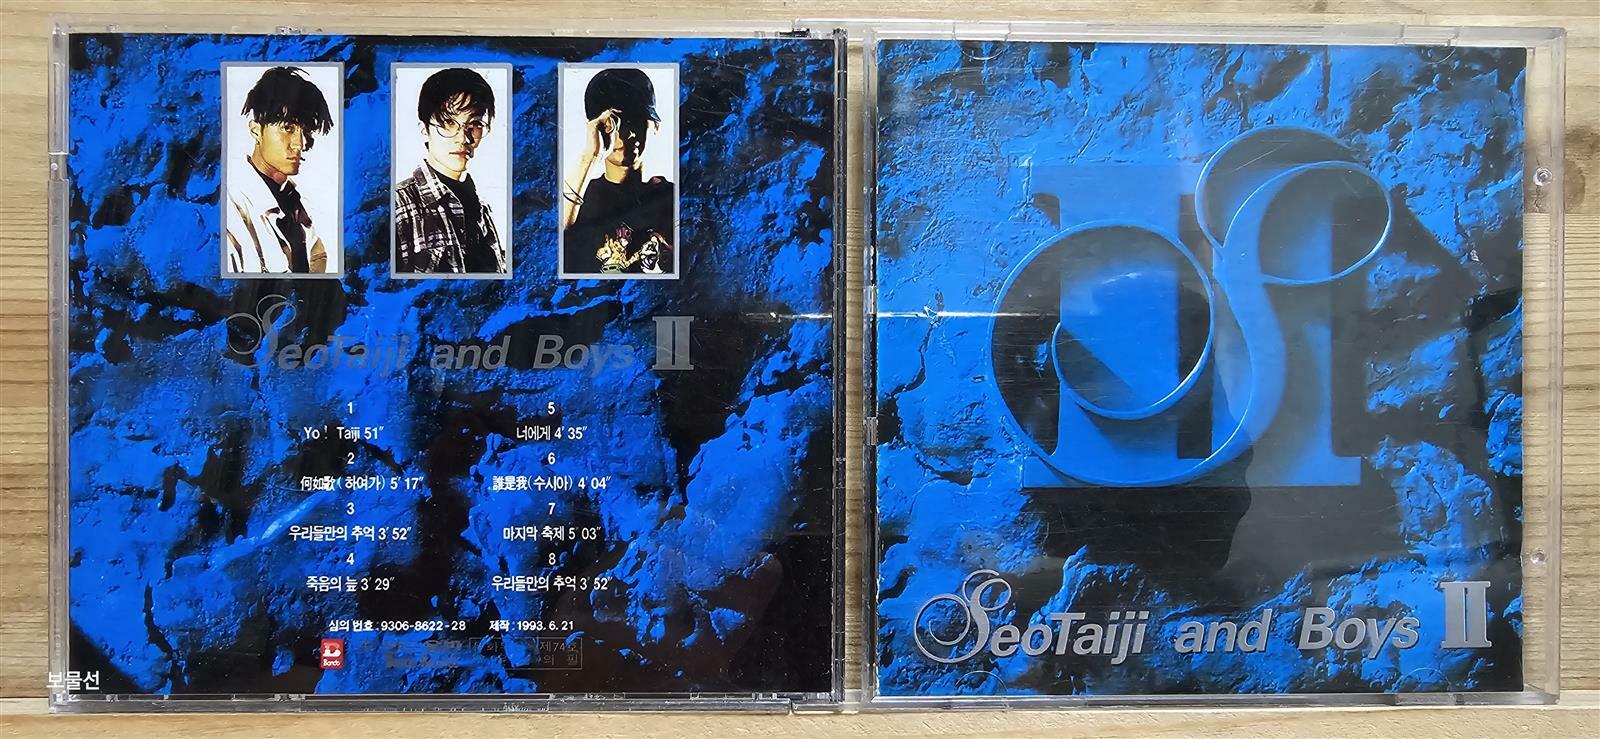 SeoTaiji and Boys II
1
Yo! Taiji 51"
2
何如歌(하여가) 5' 17"
3
우리들만의 추억 3' 52"
4
죽음의 늪 3' 29"
5
너에게 4' 35"
6
誰是我(수시아) 4' 04"
7
마지막 축제 5' 03"
8
우리들만의 추억 3' 52"
심의 번호 : 9306-8622-28 제작 : 1993. 6. 21
Bando
보물선
SeoTaiji and Boys II